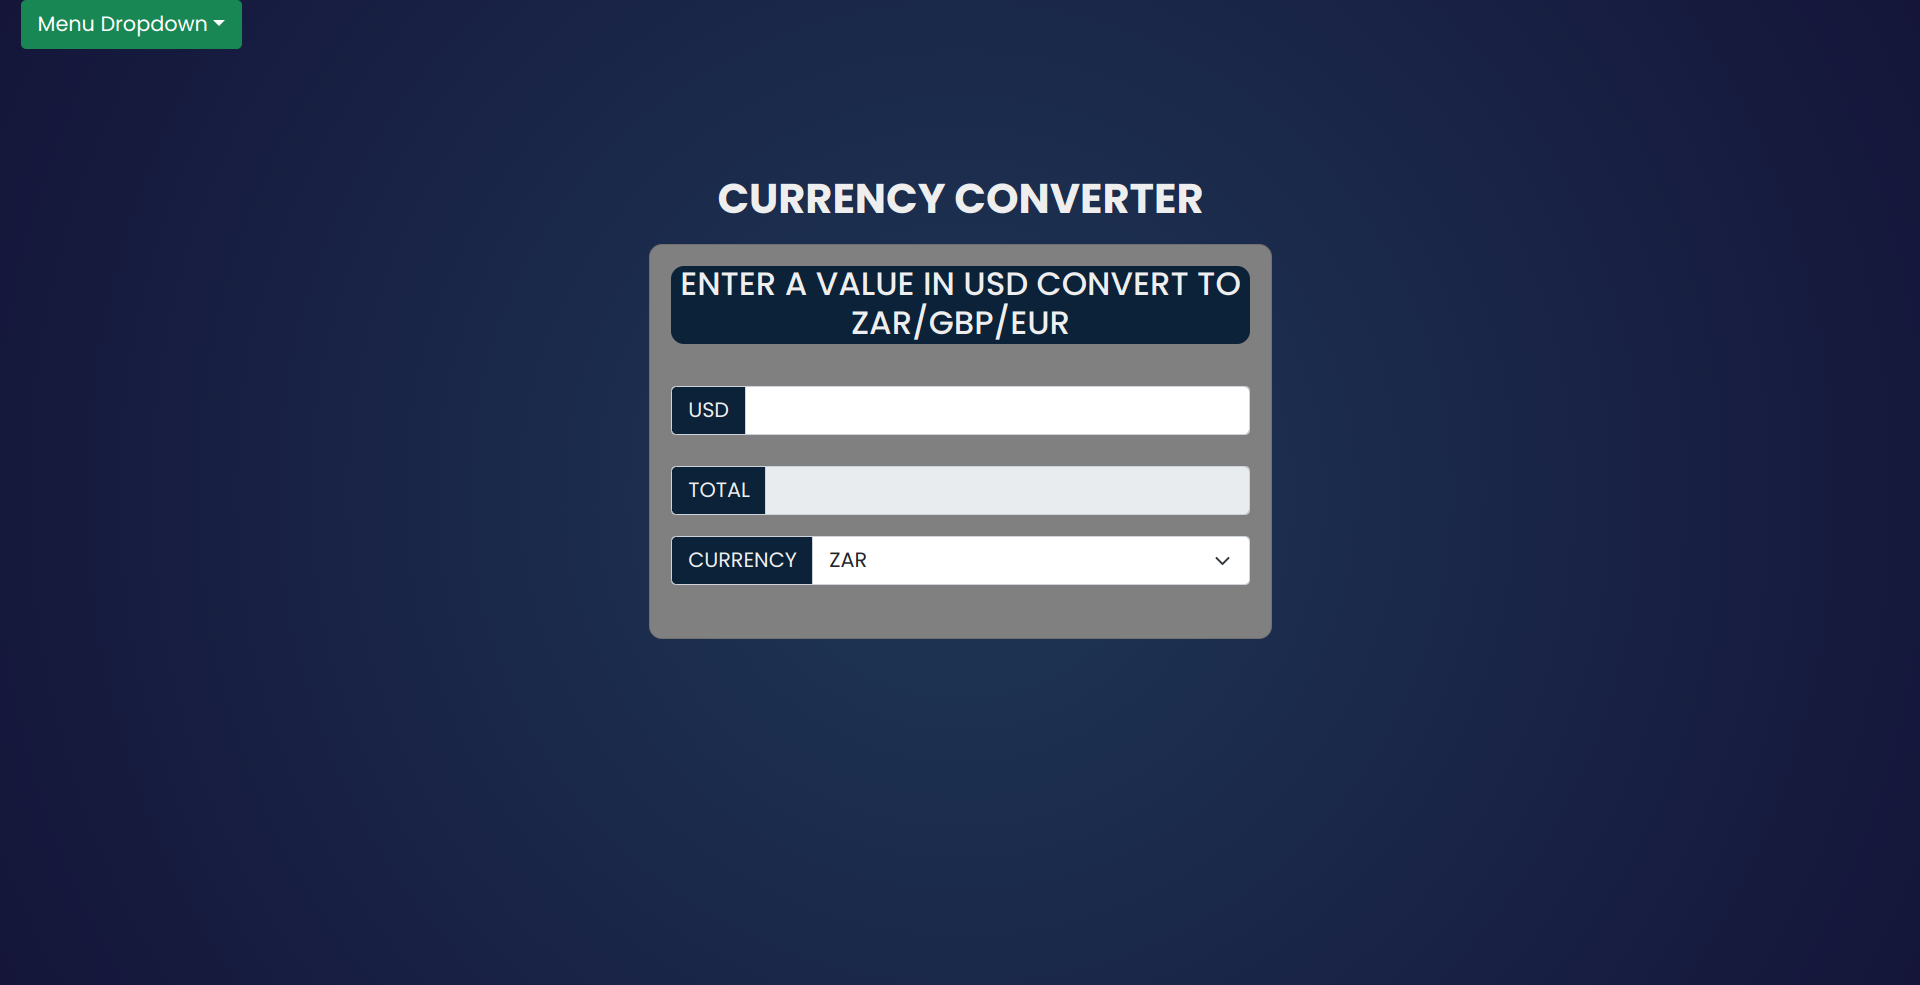 Menu Dropdown
CURRENCY CONVERTER
ENTER A VALUE IN USD CONVERT TO
ZAR/GBP/EUR
USD
TOTAL
CURRENCY ZAR